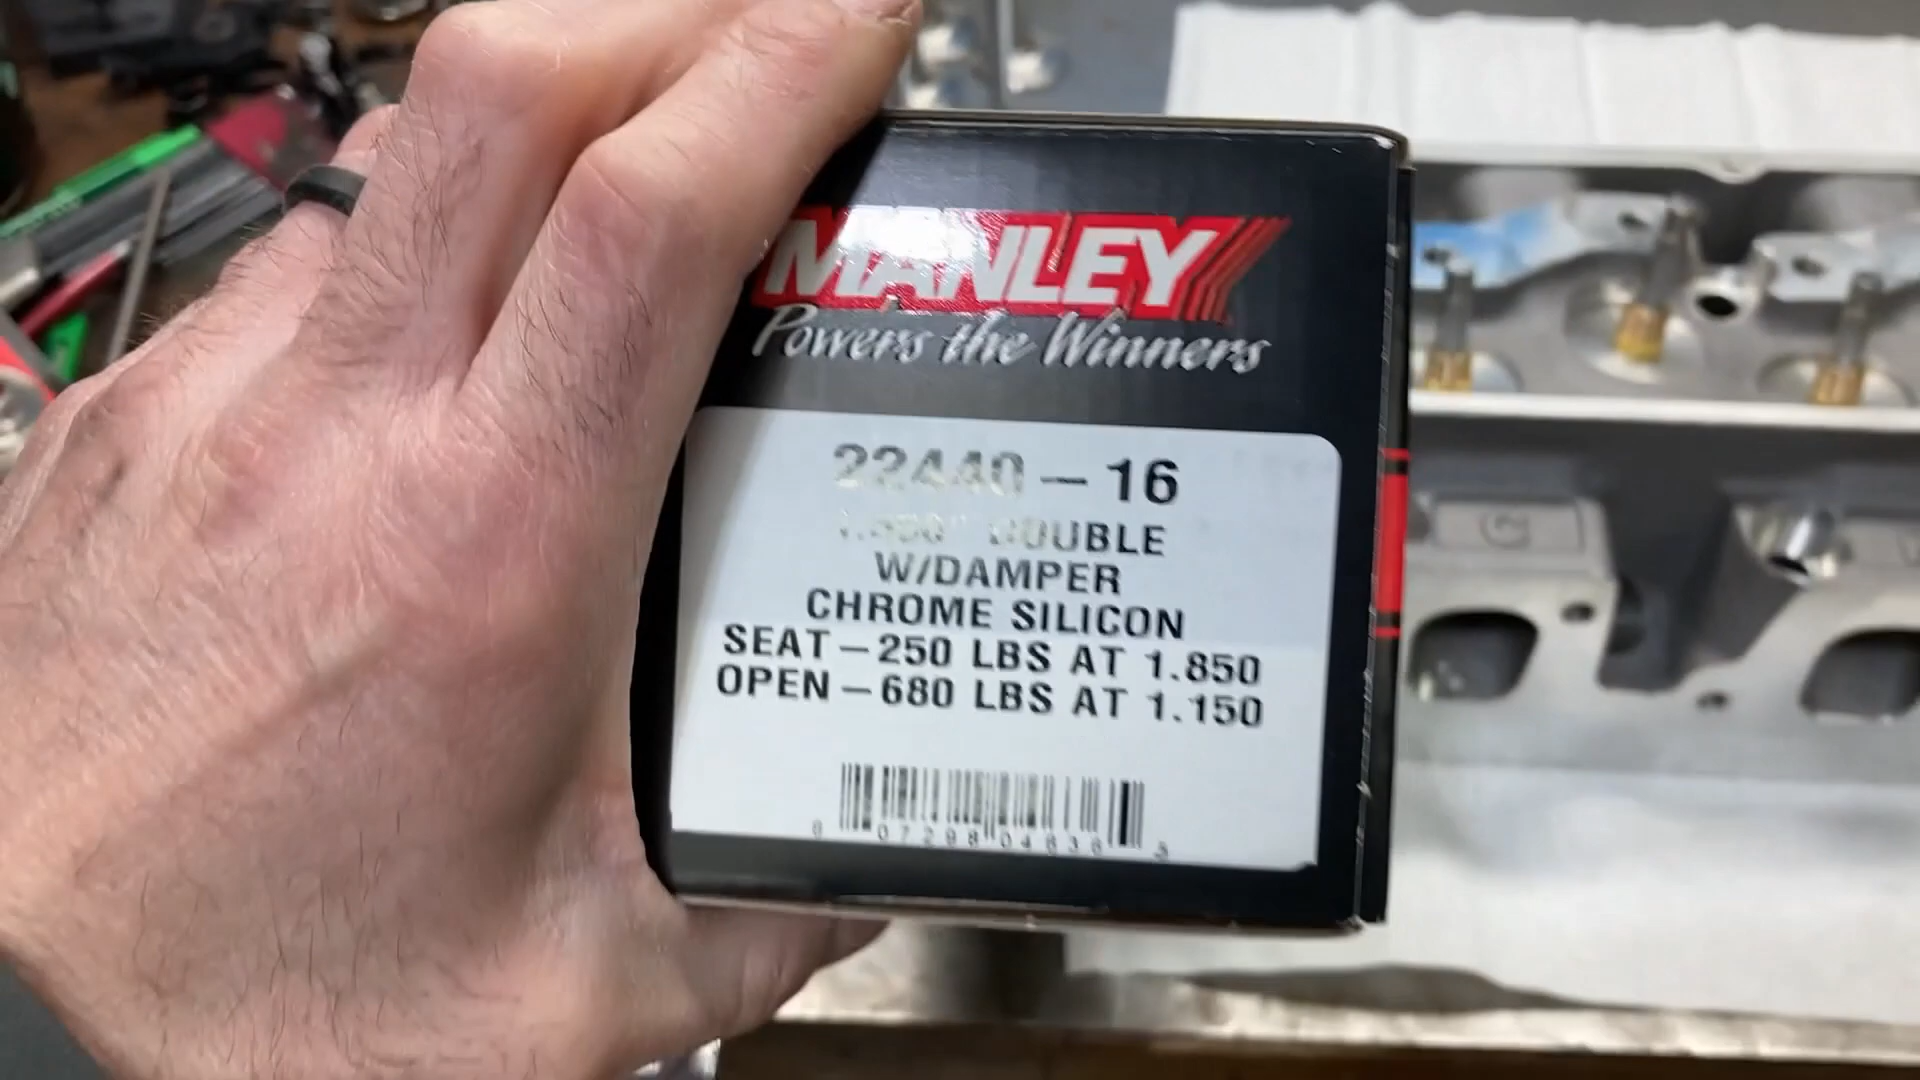 MANLEY
Powers the Winners
22440 — 16
DOUBLE
W/DAMPER
CHROME SILICON
SEAT — 250 LBS AT 1.850
OPEN — 680 LBS AT 1.150